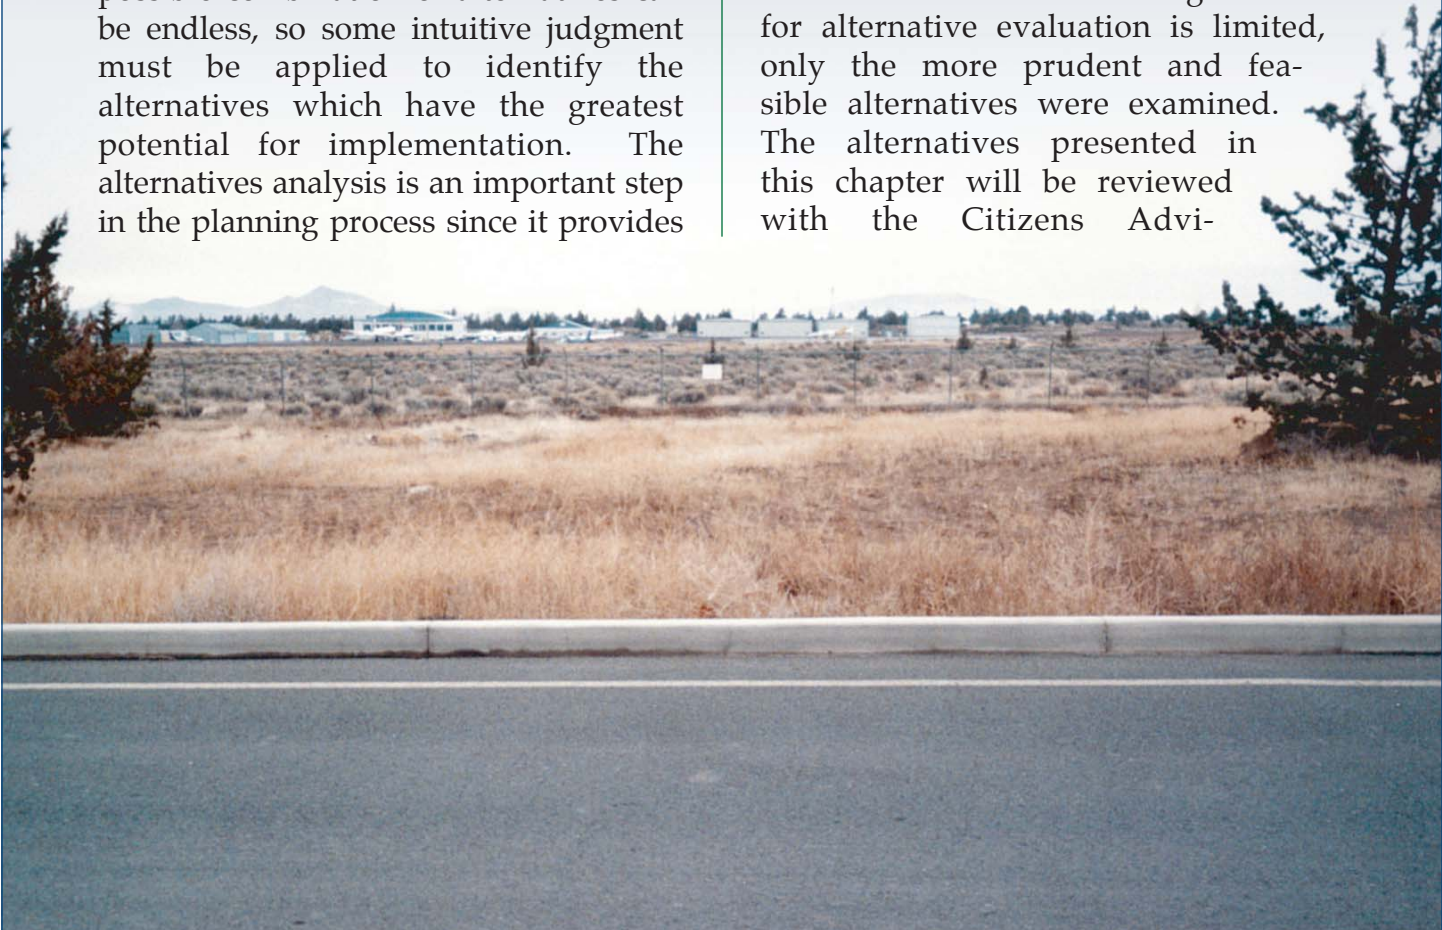 be endless, so some intuitive judgment
must be applied to identify the
alternatives which have the greatest
potential for implementation. The
alternatives analysis is an important step
in the planning process since it provides
for alternative evaluation is limited,
only the more prudent and fea-
sible alternatives were examined.
The alternatives presented in
this chapter will be reviewed
with the Citizens Advi-